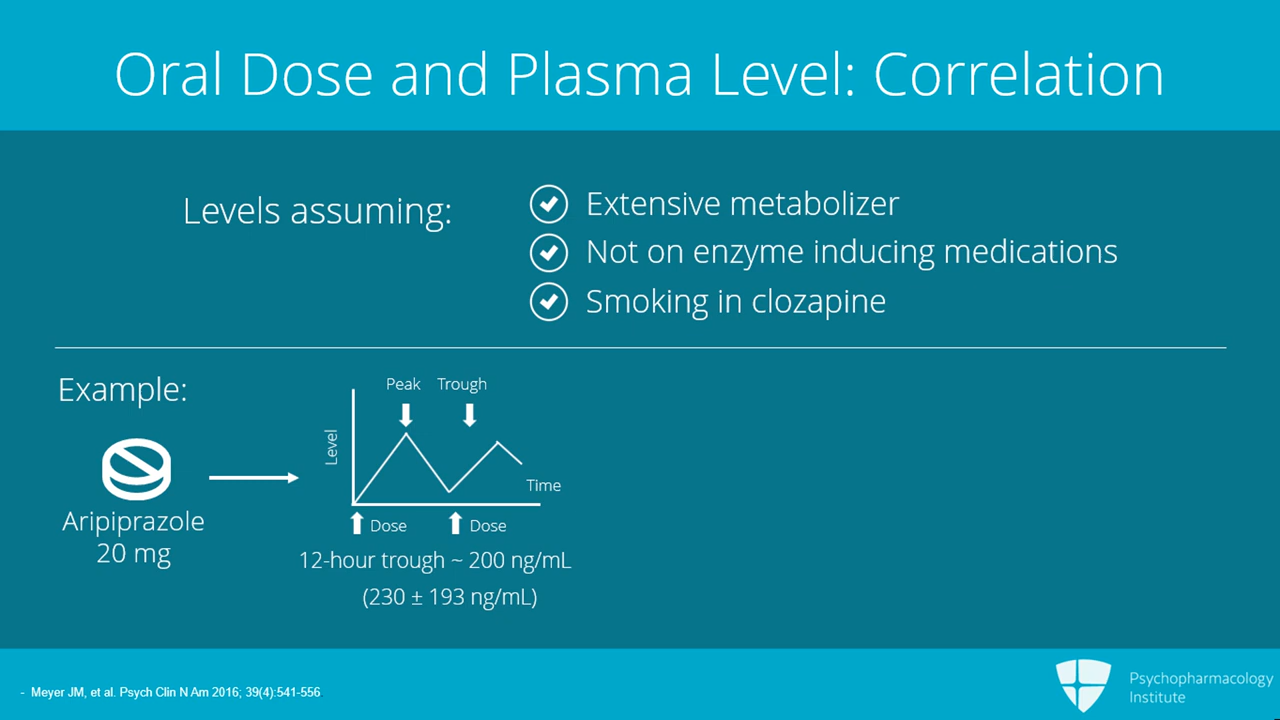 Oral Dose and Plasma Level: Correlation
Levels assuming:
Extensive metabolizer
Not on enzyme inducing medications
Smoking in clozapine
Example:
Aripiprazole
20 mg
Peak Trough
Level
Time
Dose Dose
12-hour trough ~ 200 ng/mL
(230 ± 193 ng/mL)
- Meyer JM, et al. Psych Clin N Am 2016; 39(4):541-556.
Psychopharmacology
Institute